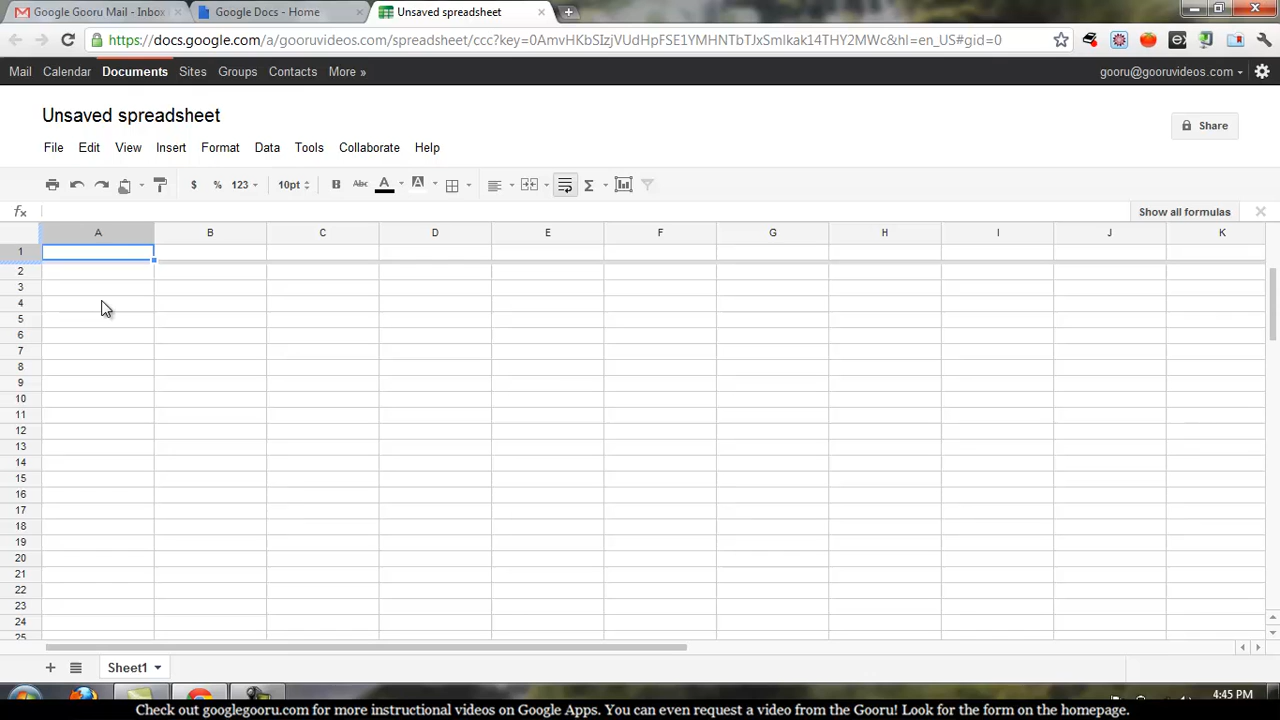 Google Gooru Mail - Inbox
Google Docs - Home
Unsaved spreadsheet
https://docs.google.com/a/gooruvideos.com/spreadsheet/ccc?key=0AmvHKbSIzjVUdHpFSE1YMHNTbTJxSmlkak14THY2MWc&hl=en_US#gid=0
Mail Calendar Documents Sites Groups Contacts More »
gooru@gooruvideos.com
Unsaved spreadsheet
Share
File Edit View Insert Format Data Tools Collaborate Help
$ % 123 10pt B Abc A A Σ
fx
Show all formulas
A B C D E F G H I J K
1
2
3
4
5
6
7
8
9
10
11
12
13
14
15
16
17
18
19
20
21
22
23
24
25
+ Sheet1
4:45 PM
Check out googlegooru.com for more instructional videos on Google Apps. You can even request a video from the Gooru! Look for the form on the homepage.